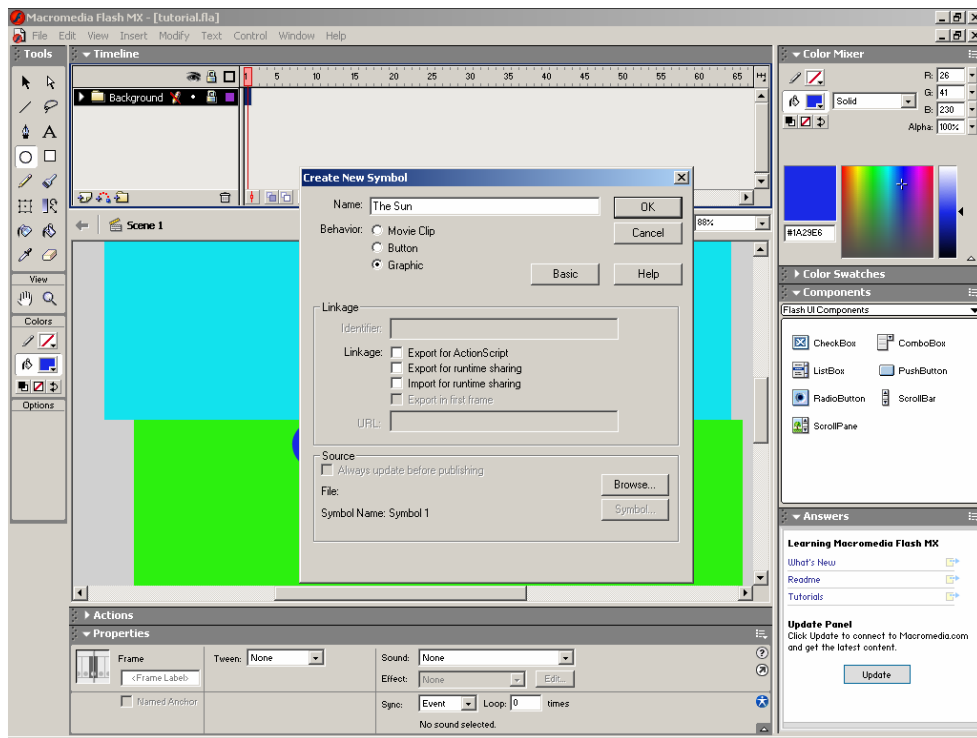 Macromedia Flash MX - [tutorial.fla]
File Edit View Insert Modify Text Control Window Help
Tools
Timeline
1 5 10 15 20 25 30 35 40 45 50 55 60 65
Background
Scene 1
88%
View
Colors
Options
Create New Symbol
Name: The Sun
OK
Behavior: Movie Clip
Cancel
Button
Graphic
Basic
Help
Linkage
Identifier:
Linkage: Export for ActionScript
Export for runtime sharing
Import for runtime sharing
Export in first frame
URL:
Source
Always update before publishing
File:
Browse...
Symbol Name: Symbol 1
Symbol...
Actions
Properties
Frame
Tween: None
Sound: None
<Frame Label>
Effect: None
Edit...
Named Anchor
Sync: Event
Loop: 0 times
No sound selected.
Color Mixer
R: 26
Solid
G: 41
B: 230
Alpha: 100%
#1A29E6
Color Swatches
Components
Flash UI Components
CheckBox
ComboBox
ListBox
PushButton
RadioButton
ScrollBar
ScrollPane
Answers
Learning Macromedia Flash MX
What's New
Readme
Tutorials
Update Panel
Click Update to connect to Macromedia.com
and get the latest content.
Update